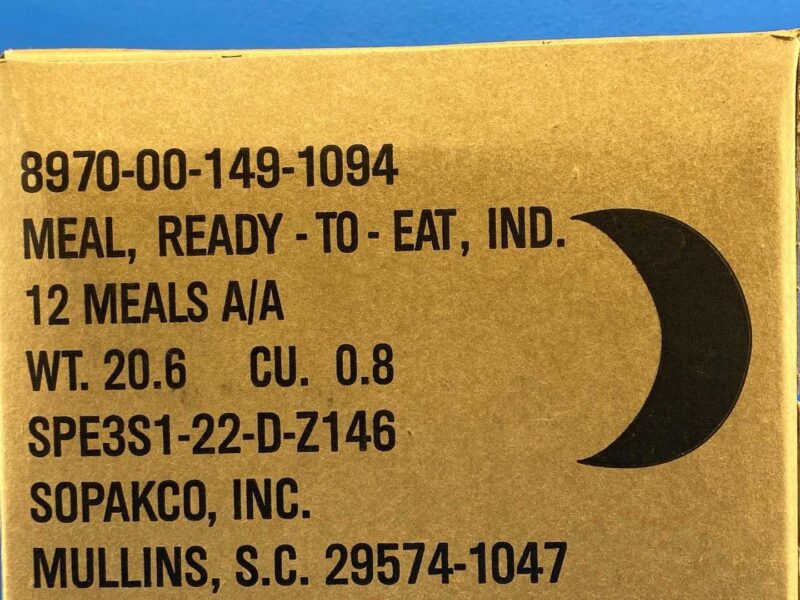 8970-00-149-1094
MEAL, READY - TO - EAT, IND.
12 MEALS A/A
WT. 20.6 CU. 0.8
SPE3S1-22-D-Z146
SOPAKCO, INC.
MULLINS, S.C. 29574-1047